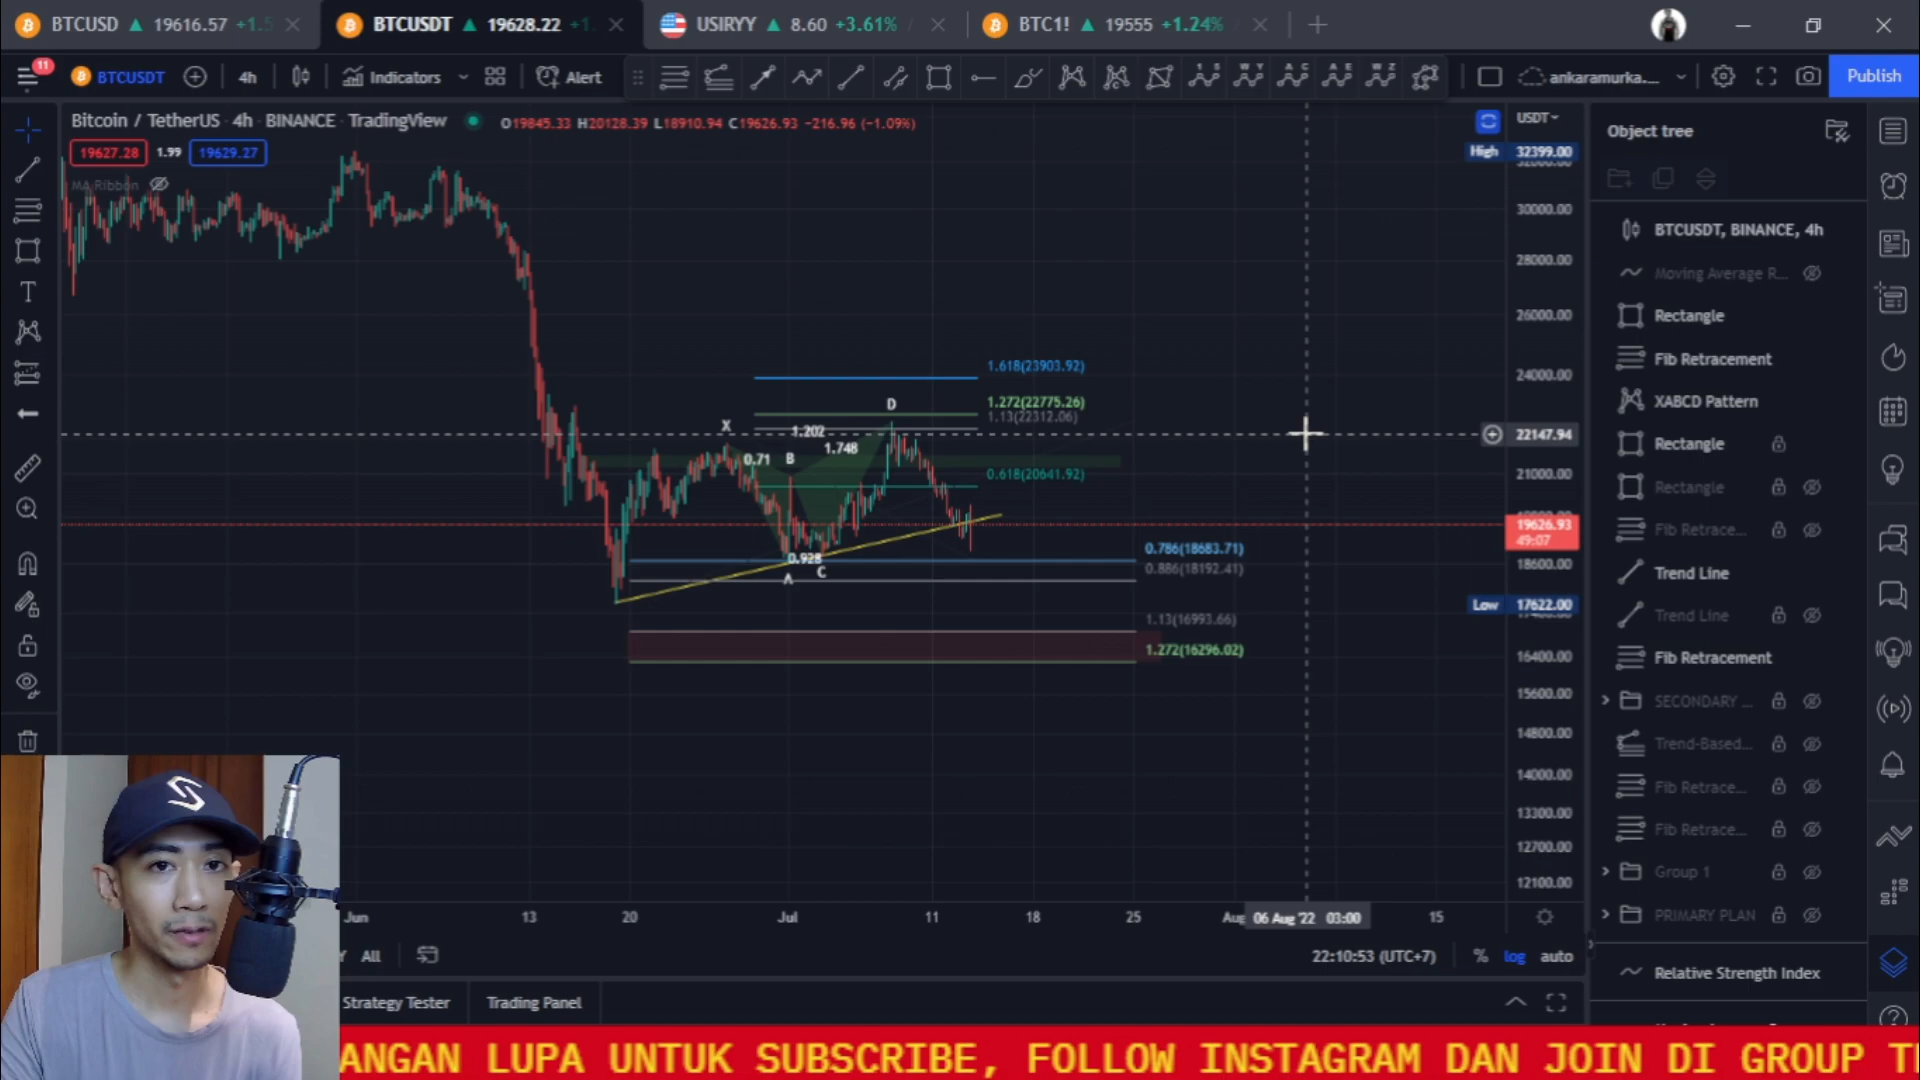 BTCUSD ▲ 19616.57 +1.5
BTCUSDT ▲ 19628.22 +1.
USIRYY ▲ 8.60 +3.61%
BTC1! ▲ 19555 +1.24%
11
BTCUSDT
4h
Indicators
Alert
ankaramurka....
Publish
Bitcoin / TetherUS 4h BINANCE TradingView
O19845.33 H20128.39 L18910.94 C19626.93 −216.96 (−1.09%)
19627.28 1.99 19629.27
MA Ribbon
USDT
High 32399.00
30000.00
28000.00
26000.00
24000.00
22147.94
21000.00
19626.93
49:07
18600.00
Low 17622.00
16400.00
15600.00
14800.00
14000.00
13300.00
12700.00
12100.00
1.618(23903.92)
1.272(22775.26)
1.13(22312.06)
0.618(20641.92)
0.786(18683.71)
0.886(18192.41)
1.13(16993.66)
1.272(16296.02)
X
D
1.202
1.748
0.71
B
0.928
A
C
Jun 13 20 Jul 11 18 25 Aug 06 Aug '22 03:00 15
Y All
22:10:53 (UTC+7) % log auto
Strategy Tester Trading Panel
Object tree
BTCUSDT, BINANCE, 4h
Moving Average R...
Rectangle
Fib Retracement
XABCD Pattern
Rectangle
Rectangle
Fib Retrace...
Trend Line
Trend Line
Fib Retracement
SECONDARY ...
Trend-Based...
Fib Retrace...
Fib Retrace...
Group 1
PRIMARY PLAN
Relative Strength Index
ANGAN LUPA UNTUK SUBSCRIBE, FOLLOW INSTAGRAM DAN JOIN DI GROUP T